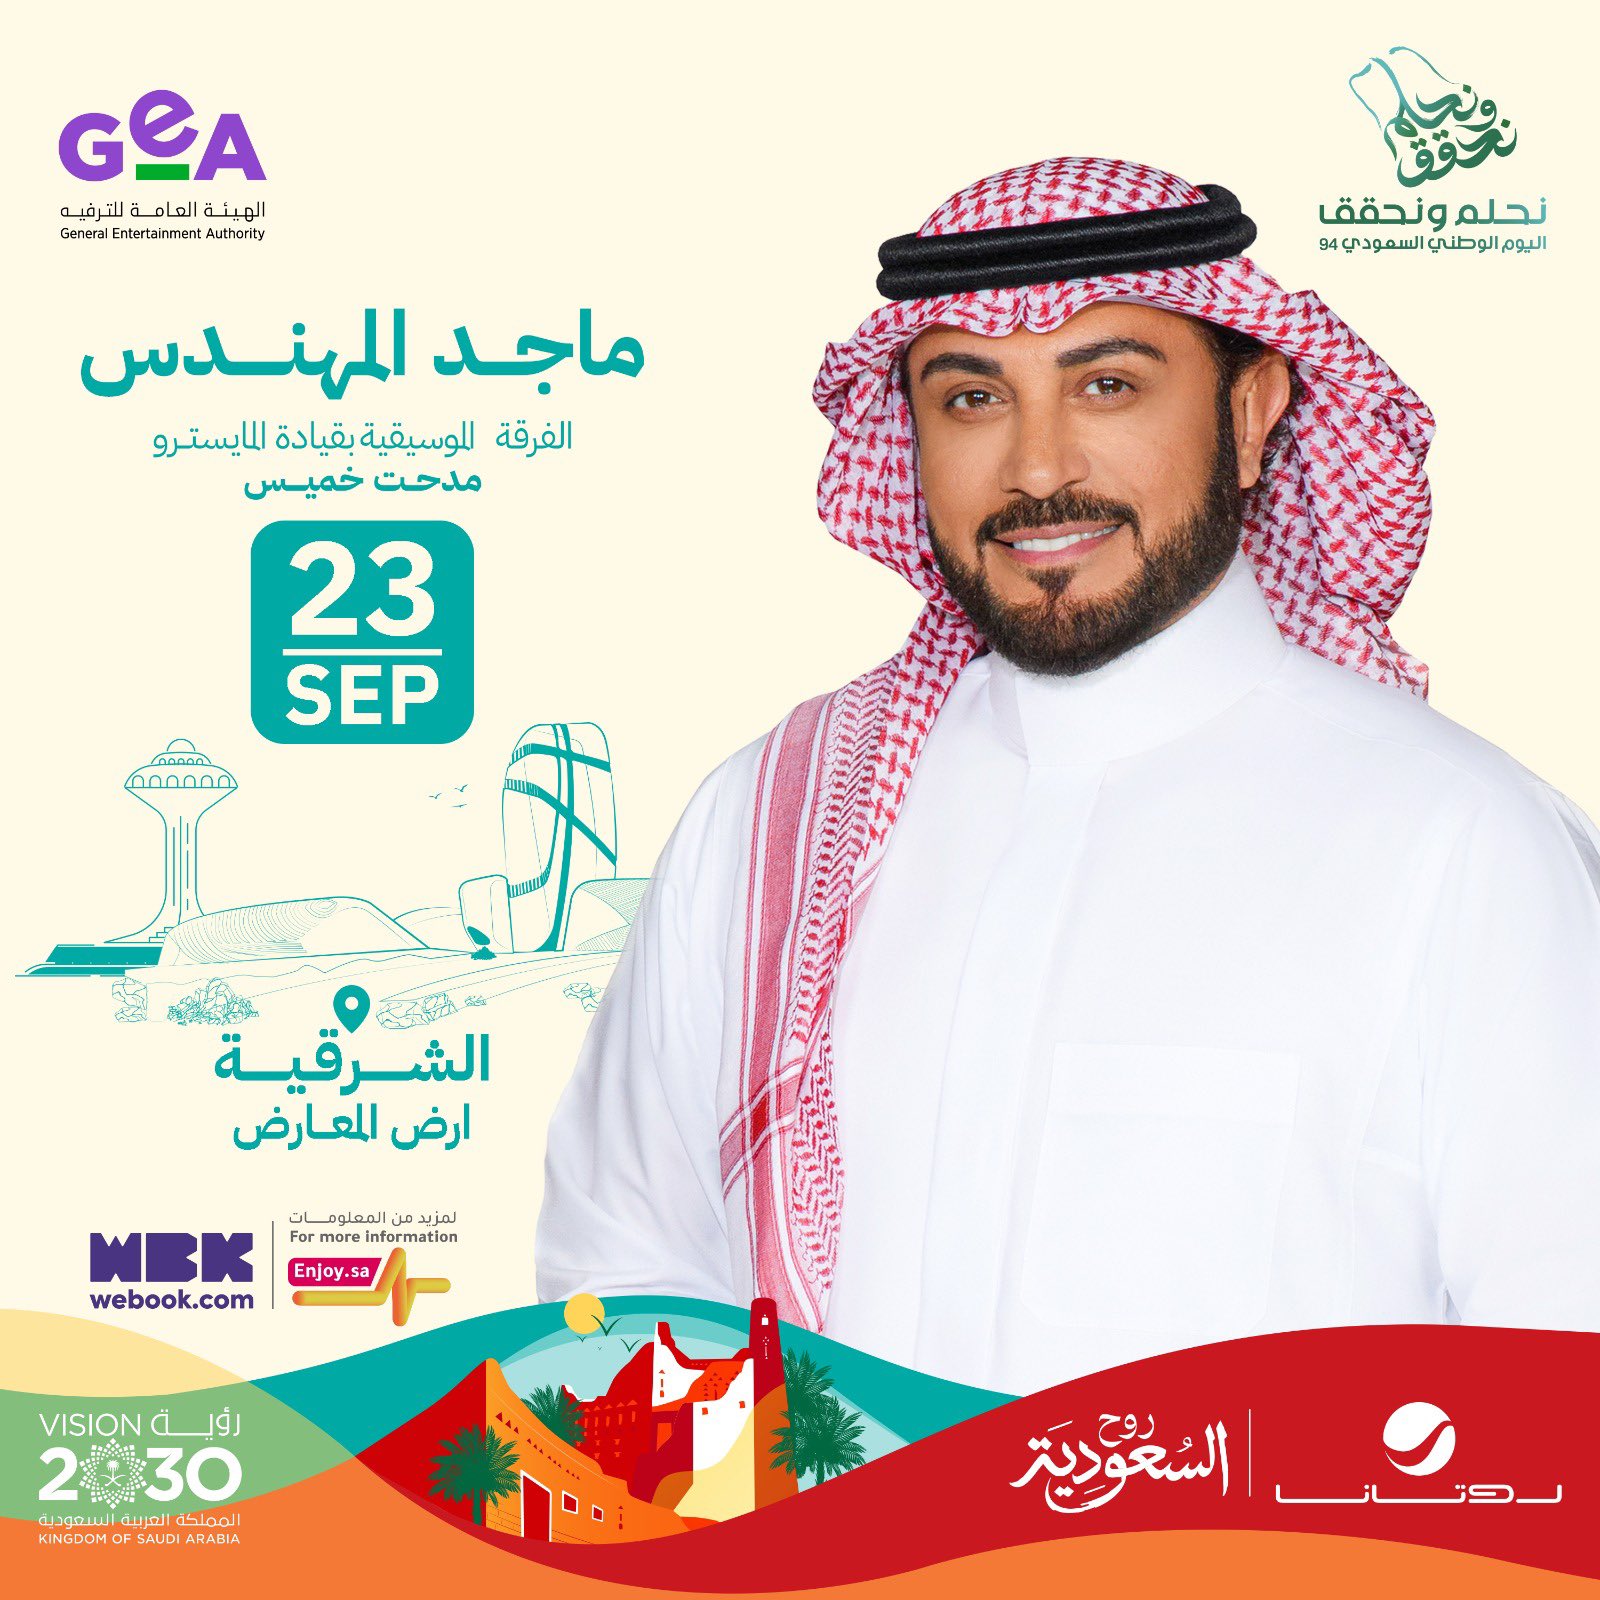 GEA
الهيئة العامة للترفيه
General Entertainment Authority
ونحلم
نحقق
نحلم ونحقق
اليوم الوطني السعودي 94
ماجد المهندس
الفرقة الموسيقية بقيادة المايسترو
مدحت خميس
23
SEP
الشرقية
ارض المعارض
WBK
webook.com
لمزيد من المعلومات
For more information
Enjoy.sa
VISION رؤية
2030
المملكة العربية السعودية
KINGDOM OF SAUDI ARABIA
روح
السعودية
روتانا